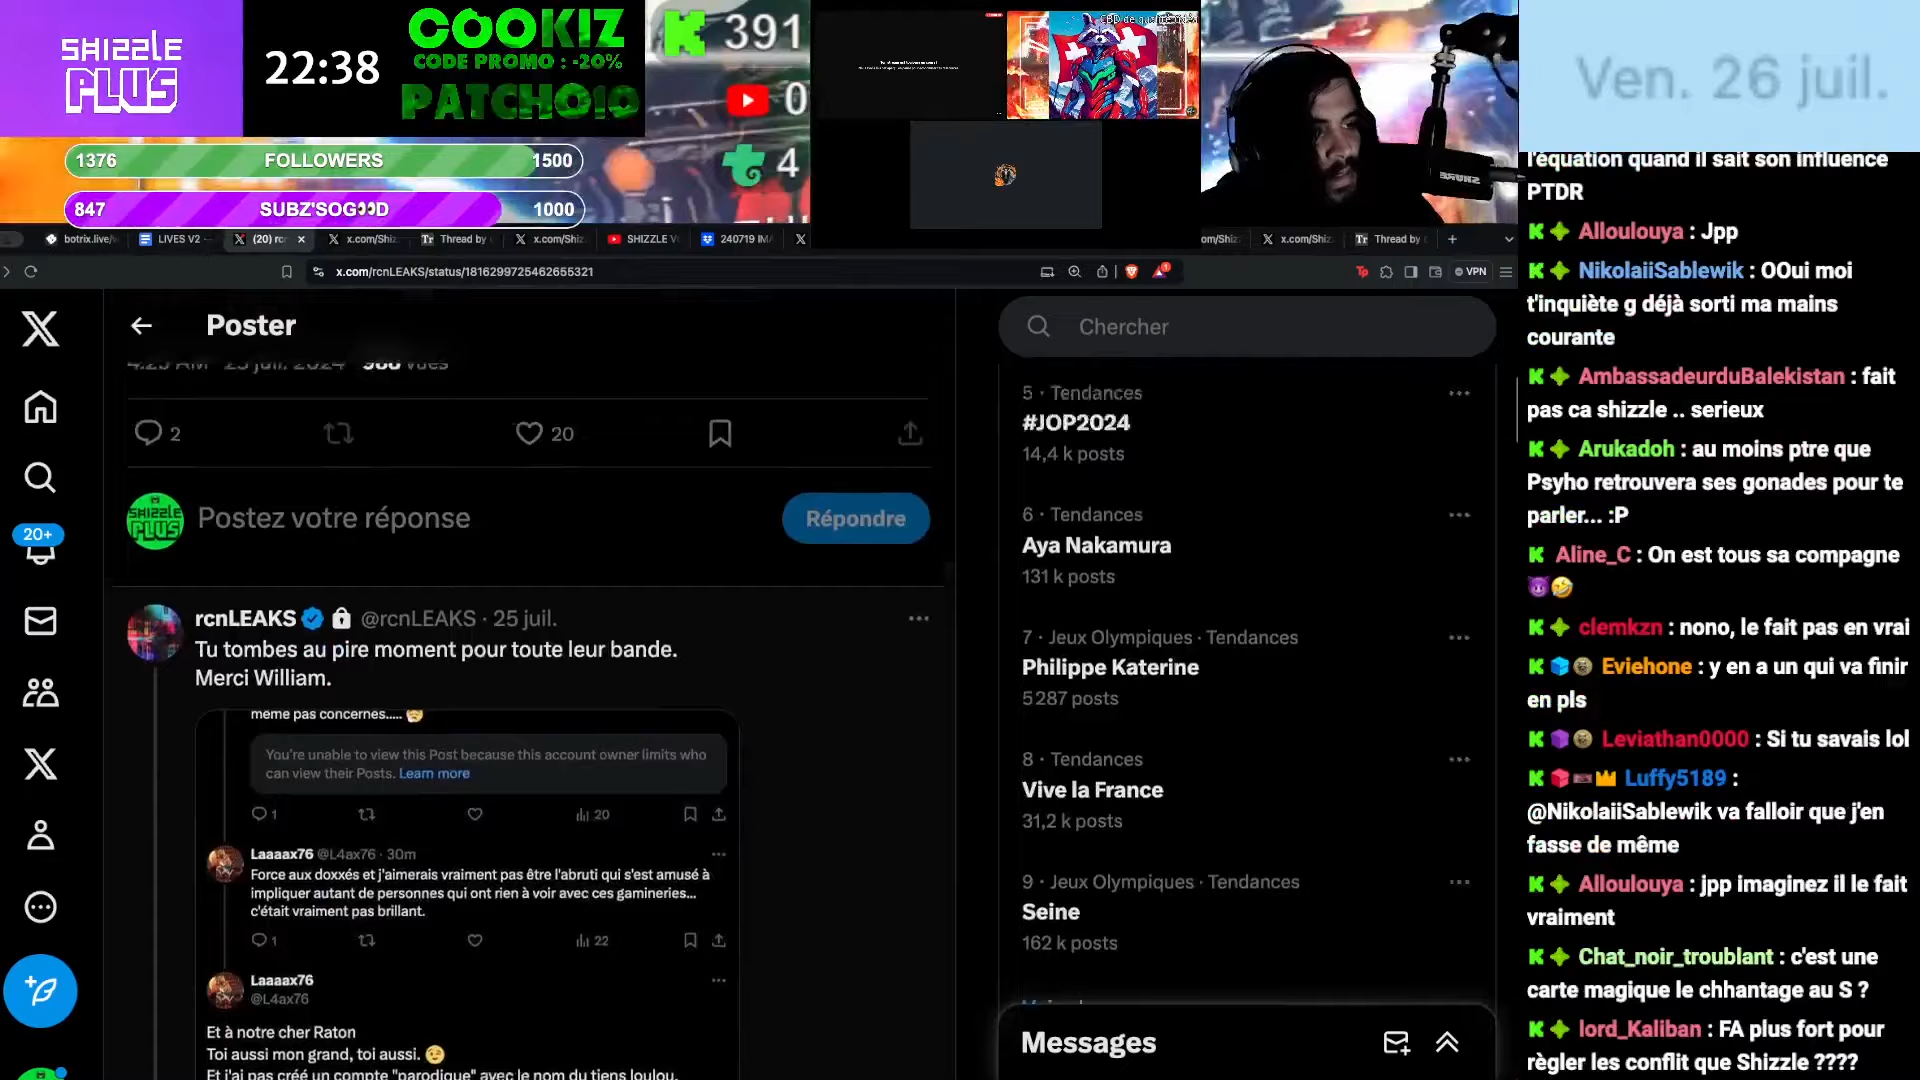 SHIZZLE
PLUS
22:38
COOKIZ
CODE PROMO : -20%
PATCHO10
391
0
4
CBD de qualité
1376 FOLLOWERS 1500
847 SUBZ'SOG👀D 1000
Ven. 26 juil.
botrix.live/
LIVES V2
(20) rc
x.com/Shiz
Thread by
x.com/Shiz
SHIZZLE V
240719 IM
om/Shiz
x.com/Shiz
Thread by
x.com/rcnLEAKS/status/1816299725462655321
VPN
Poster
4:25 AM · 25 juil. 2024 · 988 vues
2
20
Postez votre réponse
Répondre
rcnLEAKS @rcnLEAKS · 25 juil.
Tu tombes au pire moment pour toute leur bande.
Merci William.
meme pas concernes..... 
You're unable to view this Post because this account owner limits who
can view their Posts. Learn more
1
20
Laaaax76 @L4ax76 · 30m
Force aux doxxés et j'aimerais vraiment pas être l'abruti qui s'est amusé à
impliquer autant de personnes qui ont rien à voir avec ces gamineries...
c'était vraiment pas brillant.
1
22
Laaaax76
@L4ax76
Et à notre cher Raton
Toi aussi mon grand, toi aussi. 😉
Et j'ai pas créé un compte "parodique" avec le nom du tiens loulou.
20+
Chercher
5 · Tendances
#JOP2024
14,4 k posts
6 · Tendances
Aya Nakamura
131 k posts
7 · Jeux Olympiques · Tendances
Philippe Katerine
5 287 posts
8 · Tendances
Vive la France
31,2 k posts
9 · Jeux Olympiques · Tendances
Seine
162 k posts
Messages
l'équation quand il sait son influence
PTDR
Alloulouya : Jpp
NikolaiiSablewik : OOui moi
t'inquiète g déjà sorti ma mains
courante
AmbassadeurduBalekistan : fait
pas ca shizzle .. serieux
Arukadoh : au moins ptre que
Psyho retrouvera ses gonades pour te
parler... :P
Aline_C : On est tous sa compagne
😈🤣
clemkzn : nono, le fait pas en vrai
Eviehone : y en a un qui va finir
en pls
Leviathan0000 : Si tu savais lol
Luffy5189 :
@NikolaiiSablewik va falloir que j'en
fasse de même
Alloulouya : jpp imaginez il le fait
vraiment
Chat_noir_troublant : c'est une
carte magique le chhantage au S ?
lord_Kaliban : FA plus fort pour
règler les conflit que Shizzle ????